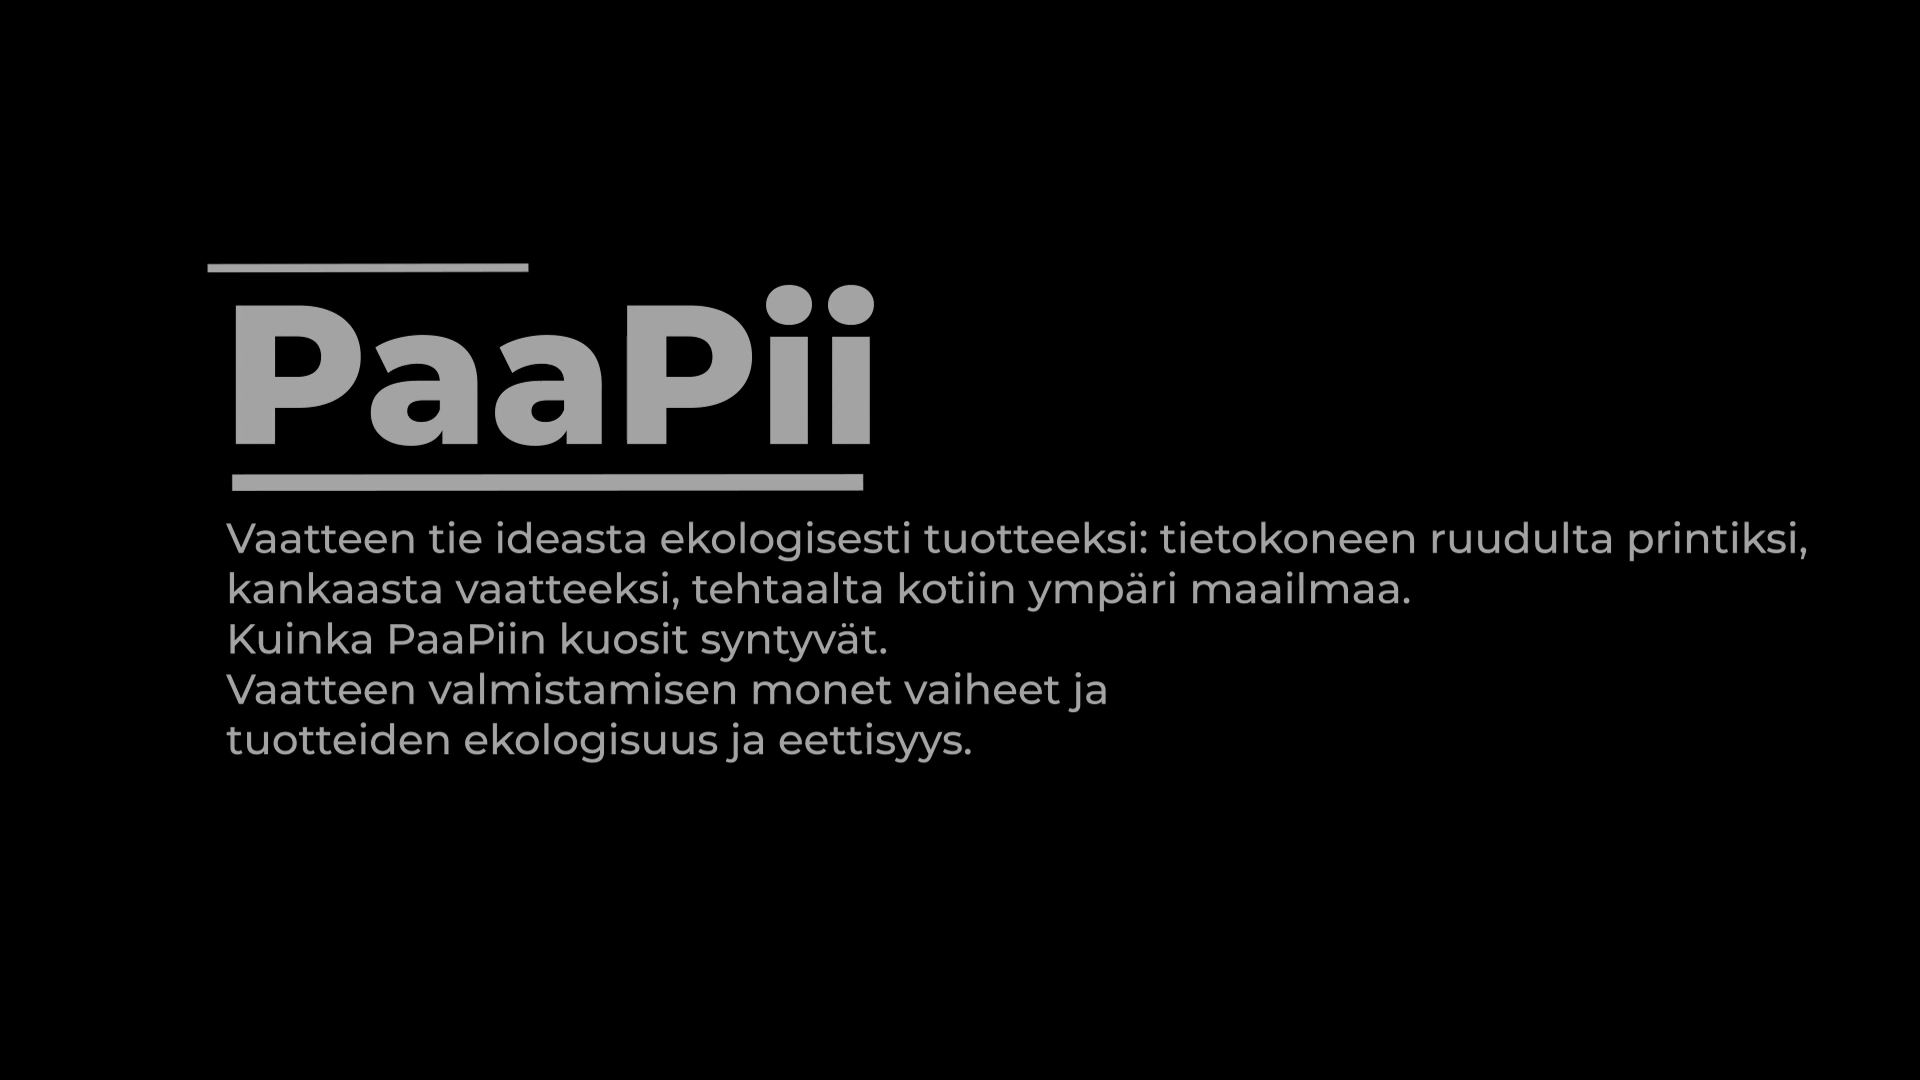 PaaPii
Vaatteen tie ideasta ekologisesti tuotteeksi: tietokoneen ruudulta printiksi,
kankaasta vaatteeksi, tehtaalta kotiin ympäri maailmaa.
Kuinka PaaPiin kuosit syntyvät.
Vaatteen valmistamisen monet vaiheet ja
tuotteiden ekologisuus ja eettisyys.